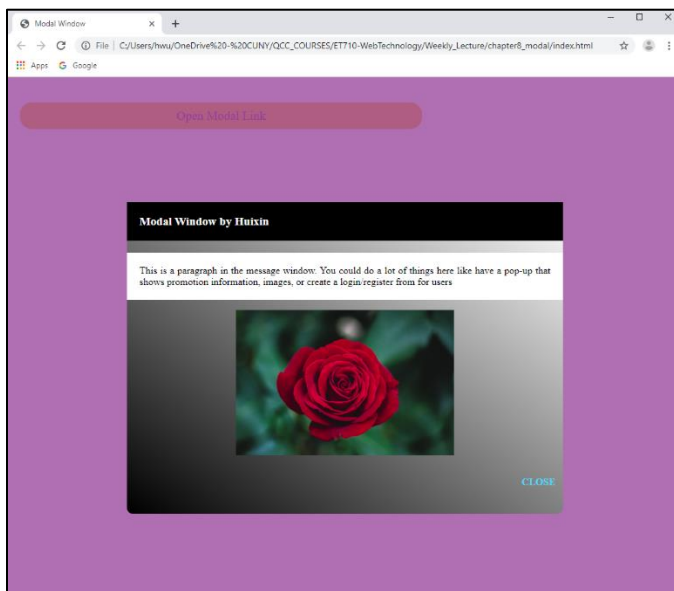 Modal Window
File
C:/Users/hwu/OneDrive%20-%20CUNY/QCC_COURSES/ET710-WebTechnology/Weekly_Lecture/chapter8_modal/index.html
Apps
Google
Open Modal Link
Modal Window by Huixin
This is a paragraph in the message window. You could do a lot of things here like have a pop-up that
shows promotion information, images, or create a login/register from for users
CLOSE